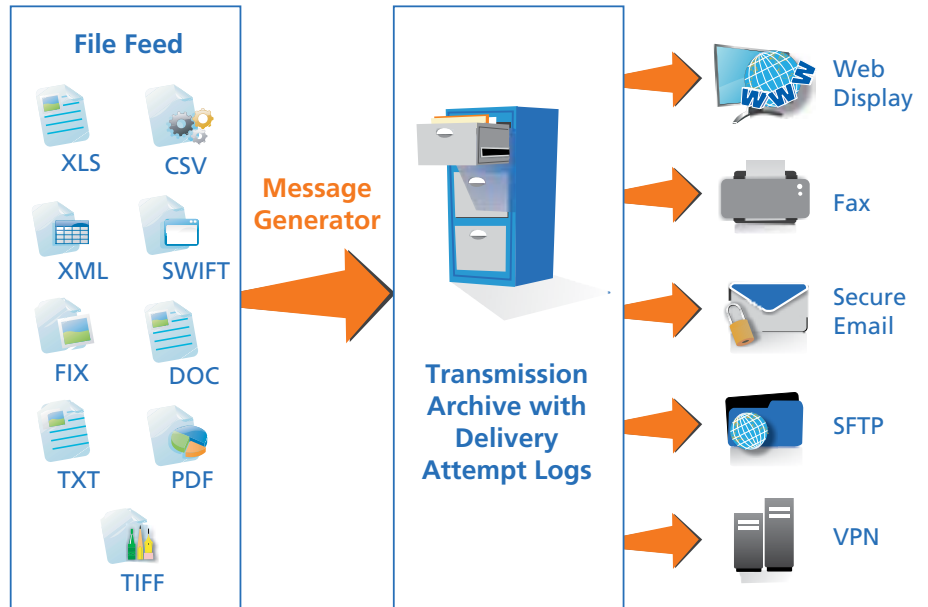 File Feed
XLS
CSV
XML
SWIFT
FIX
DOC
TXT
PDF
TIFF
Message
Generator
Transmission
Archive with
Delivery
Attempt Logs
WWW
Web
Display
Fax
Secure
Email
SFTP
VPN